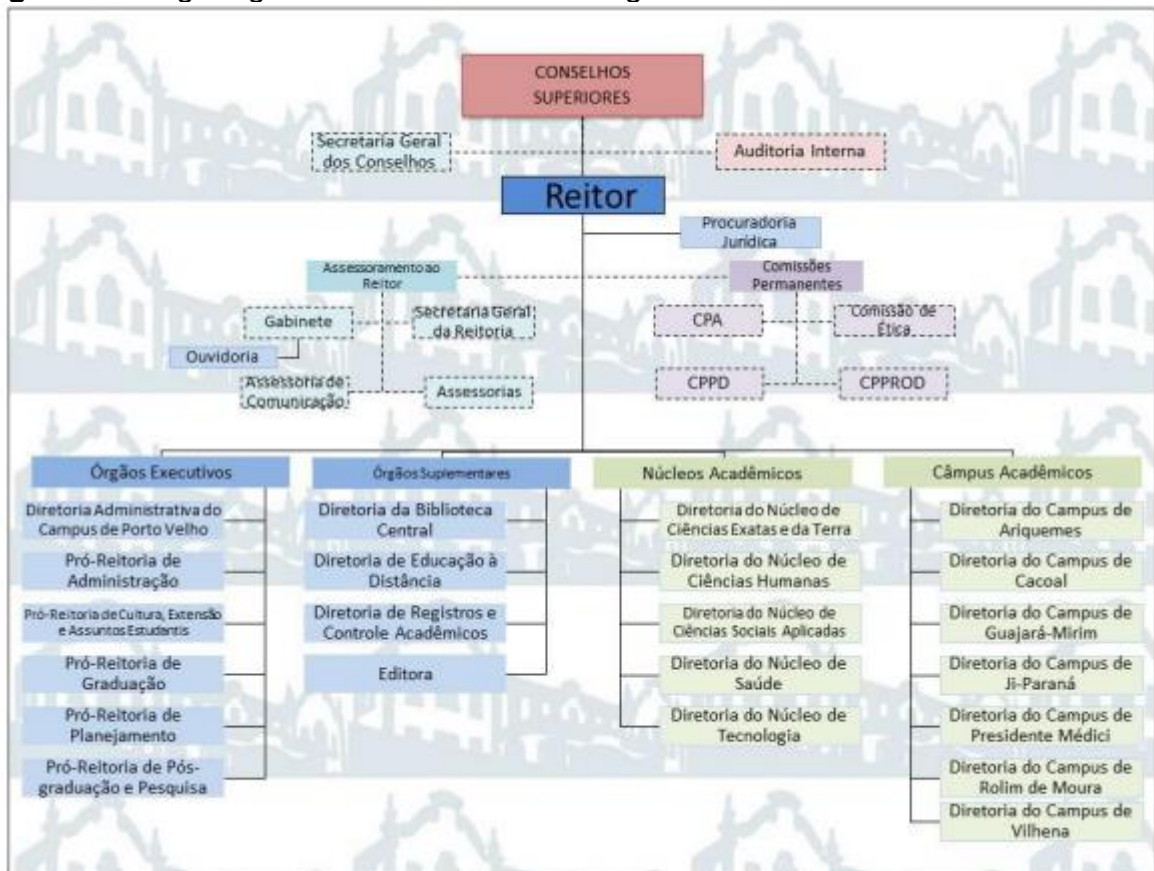 CONSELHOS
SUPERIORES
Secretaria Geral
dos Conselhos
Auditoria Interna
Reitor
Procuradoria
Jurídica
Assessoramento ao
Reitor
Comissões
Permanentes
Gabinete
Secretaria Geral
da Reitoria
CPA
Comissão de
Ética
Ouvidoria
Assessoria de
Comunicação
Assessorias
CPPD
CPPROD
Órgãos Executivos
Diretoria Administrativa do
Campus de Porto Velho
Pró-Reitoria de
Administração
Pró-Reitoria de Cultura, Extensão
e Assuntos Estudantis
Pró-Reitoria de
Graduação
Pró-Reitoria de
Planejamento
Pró-Reitoria de Pós-
graduação e Pesquisa
Órgãos Suplementares
Diretoria da Biblioteca
Central
Diretoria de Educação à
Distância
Diretoria de Registros e
Controle Acadêmicos
Editora
Núcleos Acadêmicos
Diretoria do Núcleo de
Ciências Exatas e da Terra
Diretoria do Núcleo de
Ciências Humanas
Diretoria do Núcleo de
Ciências Sociais Aplicadas
Diretoria do Núcleo de
Saúde
Diretoria do Núcleo de
Tecnologia
Câmpus Acadêmicos
Diretoria do Campus de
Ariquemes
Diretoria do Campus de
Cacoal
Diretoria do Campus de
Guajará-Mirim
Diretoria do Campus de
Ji-Paraná
Diretoria do Campus de
Presidente Médici
Diretoria do Campus de
Rolim de Moura
Diretoria do Campus de
Vilhena